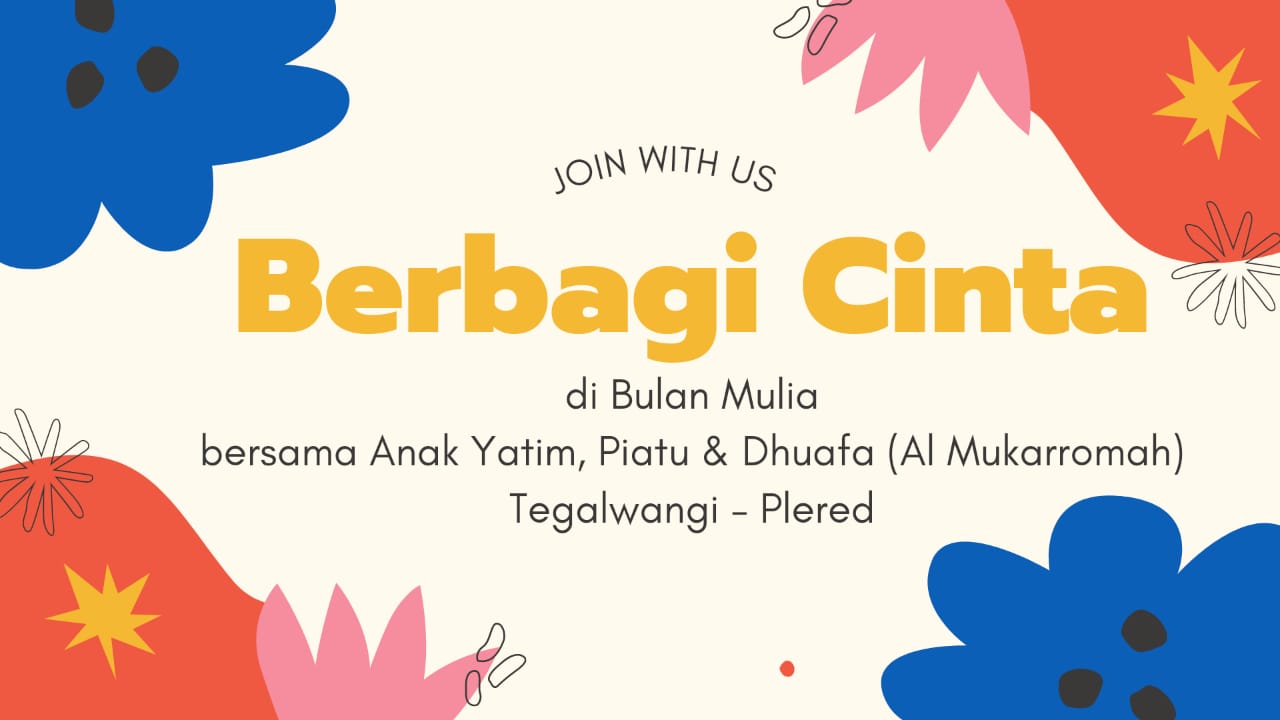 JOIN WITH US
Berbagi Cinta
di Bulan Mulia
bersama Anak Yatim, Piatu & Dhuafa (Al Mukarromah)
Tegalwangi - Plered